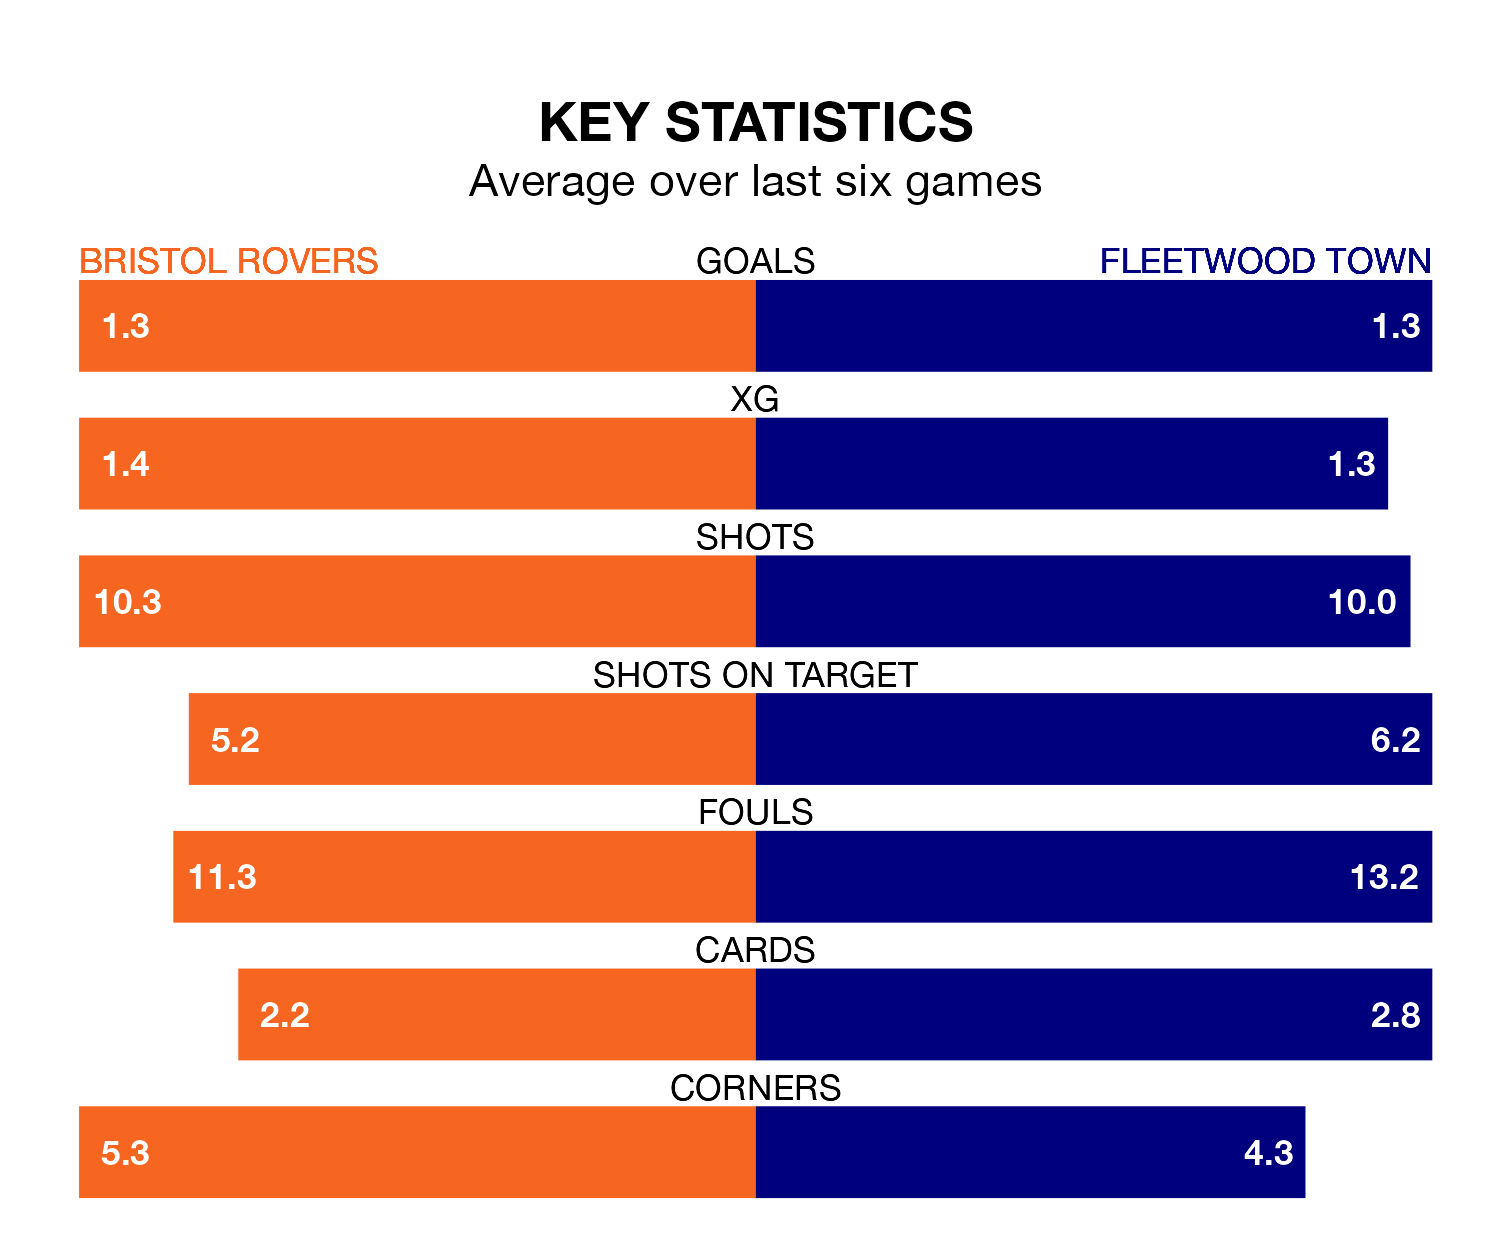 KEY STATISTICS
Average over last six games
BRISTOL ROVERS GOALS FLEETWOOD TOWN
1.3 1.3
XG
1.4 1.3
SHOTS
10.3 10.0
SHOTS ON TARGET
5.2 6.2
FOULS
11.3 13.2
CARDS
2.2 2.8
CORNERS
5.3 4.3